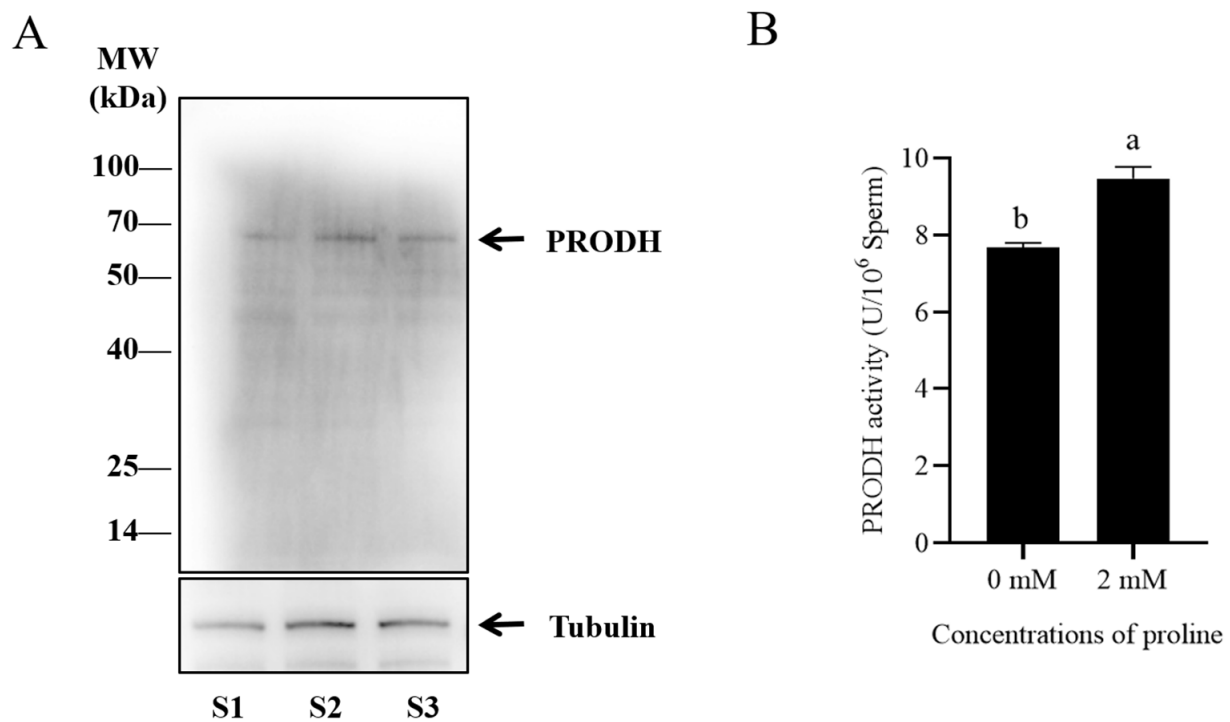 A
MW
(kDa)
100
70
50
40
25
14
PRODH
Tubulin
S1 S2 S3
B
PRODH activity (U/10⁶ Sperm)
10
8
6
4
2
0
b
a
0 mM 2 mM
Concentrations of proline